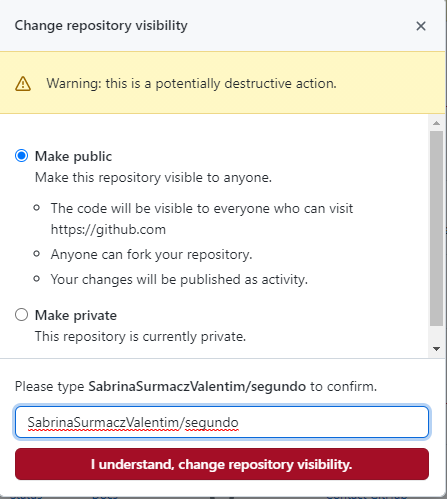 Change repository visibility
Warning: this is a potentially destructive action.
Make public
Make this repository visible to anyone.
The code will be visible to everyone who can visit
https://github.com
Anyone can fork your repository.
Your changes will be published as activity.
Make private
This repository is currently private.
Please type SabrinaSurmaczValentim/segundo to confirm.
SabrinaSurmaczValentim/segundo
I understand, change repository visibility.